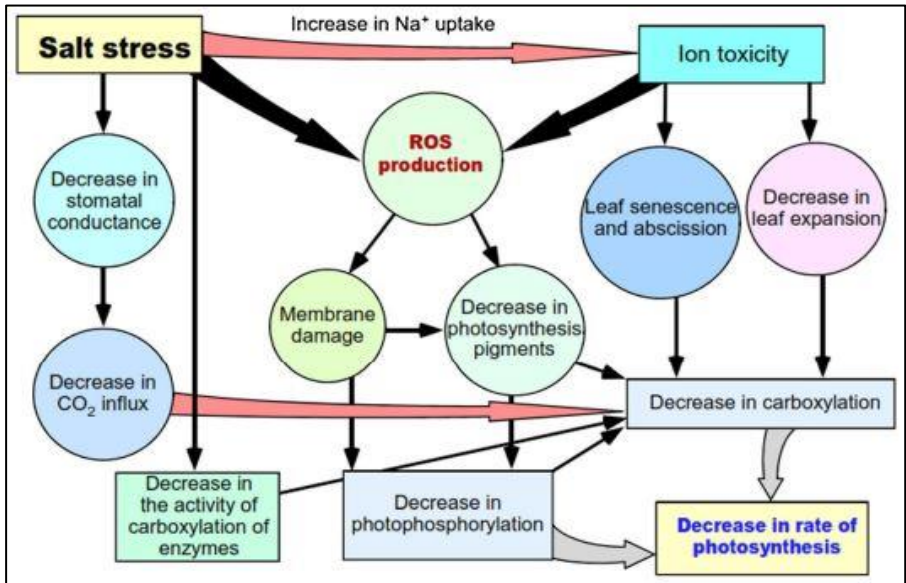 Increase in Na⁺ uptake
Salt stress
Ion toxicity
ROS
production
Decrease in
stomatal
conductance
Leaf senescence
and abscission
Decrease in
leaf expansion
Membrane
damage
Decrease in
photosynthesis
pigments
Decrease in
CO₂ influx
Decrease in carboxylation
Decrease in
the activity of
carboxylation of
enzymes
Decrease in
photophosphorylation
Decrease in rate of
photosynthesis